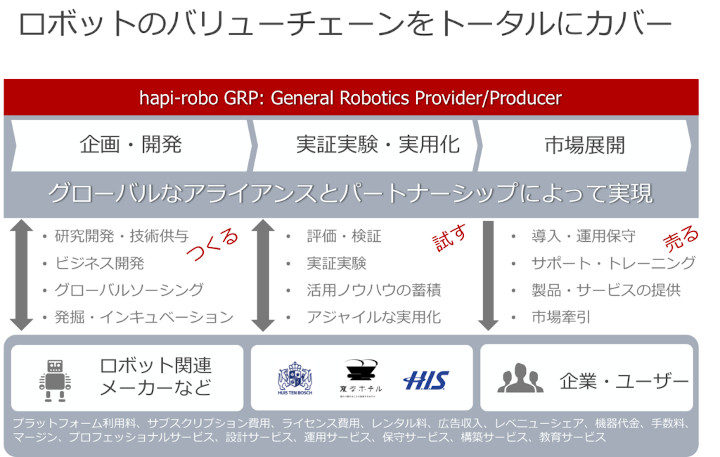 ロボットのバリューチェーンをトータルにカバー
hapi-robo GRP: General Robotics Provider/Producer
企画・開発
実証実験・実用化
市場展開
グローバルなアライアンスとパートナーシップによって実現
・研究開発・技術供与
・ビジネス開発
・グローバルソーシング
・発掘・インキュベーション
つくる
・評価・検証
・実証実験
・活用ノウハウの蓄積
・アジャイルな実用化
試す
・導入・運用保守
・サポート・トレーニング
・製品・サービスの提供
・市場牽引
売る
ロボット関連
メーカーなど
HUIS TEN BOSCH
変なホテル
HIS
企業・ユーザー
プラットフォーム利用料、サブスクリプション費用、ライセンス費用、レンタル料、広告収入、レベニューシェア、機器代金、手数料、
マージン、プロフェッショナルサービス、設計サービス、運用サービス、保守サービス、構築サービス、教育サービス